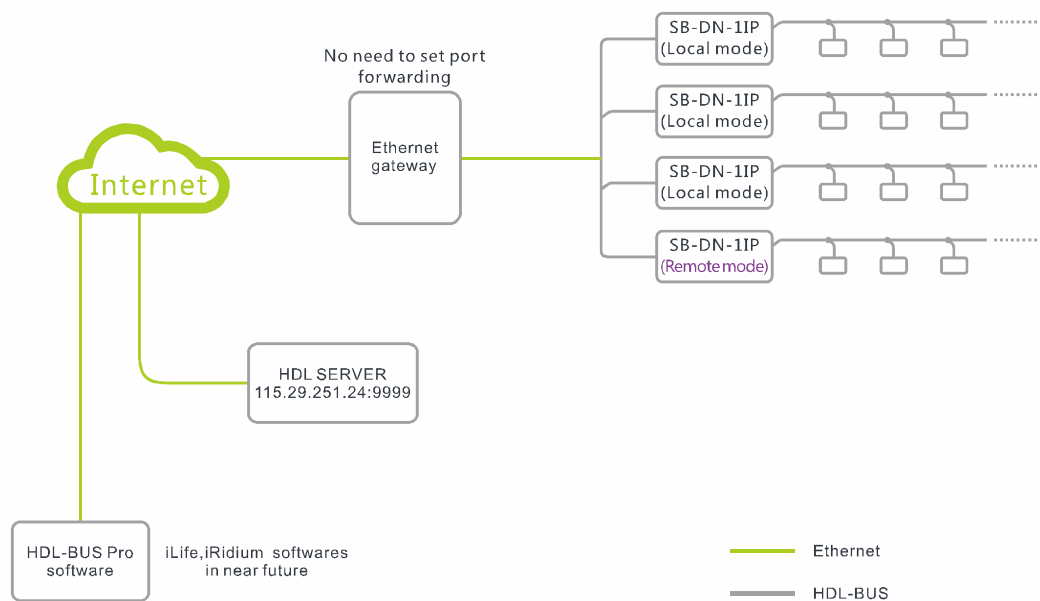 No need to set port
forwarding
Ethernet
gateway
SB-DN-1IP
(Local mode)
SB-DN-1IP
(Local mode)
SB-DN-1IP
(Local mode)
SB-DN-1IP
(Remote mode)
Internet
HDL SERVER
115.29.251.24:9999
HDL-BUS Pro
software
iLife,iRidium softwares
in near future
Ethernet
HDL-BUS